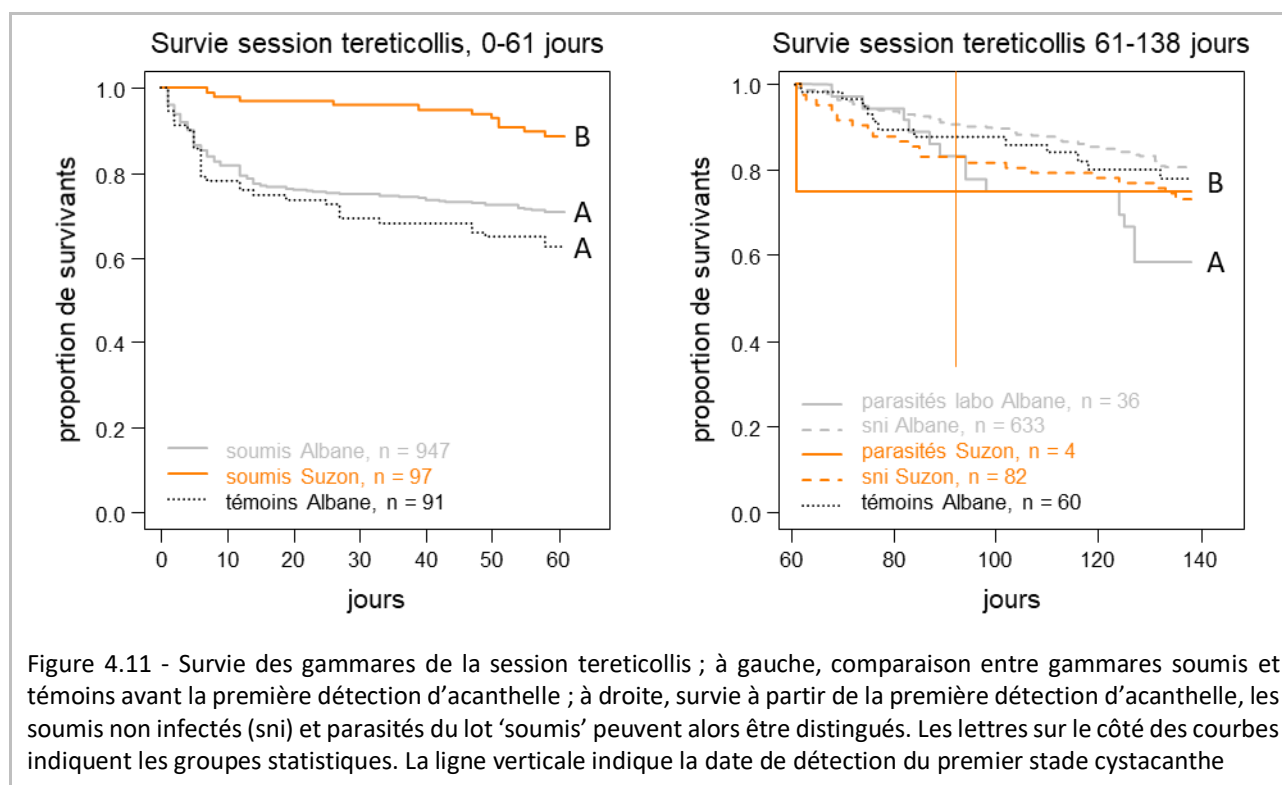 Survie session tereticollis, 0-61 jours
proportion de survivants
1.0
0.8
0.6
0.4
0.2
0.0
B
A
A
soumis Albane, n = 947
soumis Suzon, n = 97
témoins Albane, n = 91
0 10 20 30 40 50 60
jours
Survie session tereticollis 61-138 jours
proportion de survivants
1.0
0.8
0.6
0.4
0.2
0.0
B
A
parasités labo Albane, n = 36
sni Albane, n = 633
parasités Suzon, n = 4
sni Suzon, n = 82
témoins Albane, n = 60
60 80 100 120 140
jours
Figure 4.11 - Survie des gammares de la session tereticollis ; à gauche, comparaison entre gammares soumis et
témoins avant la première détection d’acanthelle ; à droite, survie à partir de la première détection d’acanthelle, les
soumis non infectés (sni) et parasités du lot ‘soumis’ peuvent alors être distingués. Les lettres sur le côté des courbes
indiquent les groupes statistiques. La ligne verticale indique la date de détection du premier stade cystacanthe